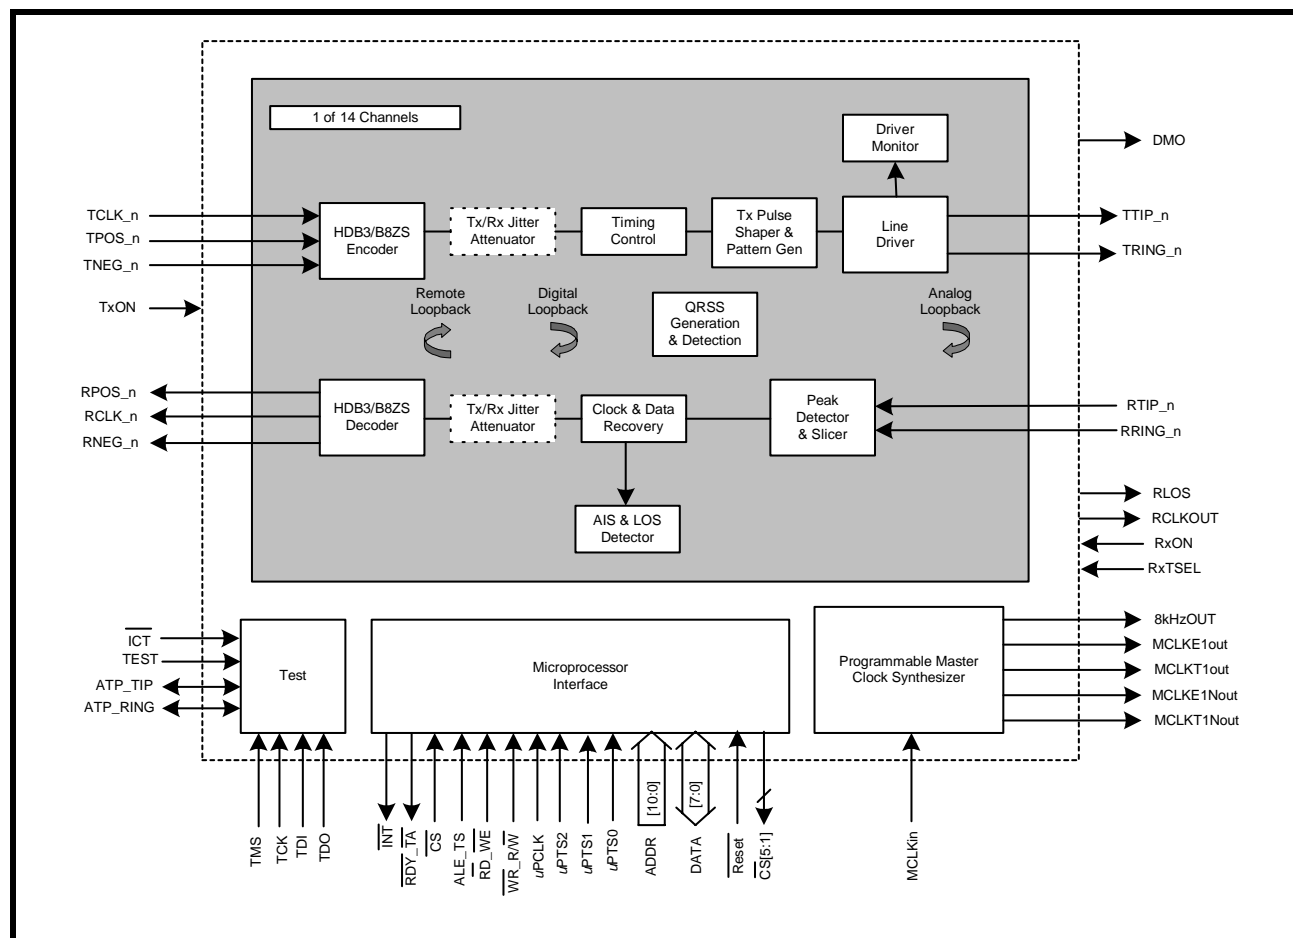 1 of 14 Channels
Driver
Monitor
DMO
TCLK_n
TPOS_n
TNEG_n
HDB3/B8ZS
Encoder
Tx/Rx Jitter
Attenuator
Timing
Control
Tx Pulse
Shaper &
Pattern Gen
Line
Driver
TTIP_n
TRING_n
TxON
Remote
Loopback
Digital
Loopback
QRSS
Generation
& Detection
Analog
Loopback
RPOS_n
RCLK_n
RNEG_n
HDB3/B8ZS
Decoder
Tx/Rx Jitter
Attenuator
Clock & Data
Recovery
Peak
Detector
& Slicer
RTIP_n
RRING_n
AIS & LOS
Detector
RLOS
RCLKOUT
RxON
RxTSEL
ICT
TEST
ATP_TIP
ATP_RING
Test
Microprocessor
Interface
Programmable Master
Clock Synthesizer
8kHzOUT
MCLKE1out
MCLKT1out
MCLKE1Nout
MCLKT1Nout
TMS
TCK
TDI
TDO
INT
RDY_TA
CS
ALE_TS
RD_WE
WR_R/W
uPCLK
uPTS2
uPTS1
uPTS0
[10:0]
ADDR
[7:0]
DATA
Reset
CS[5:1]
MCLKin